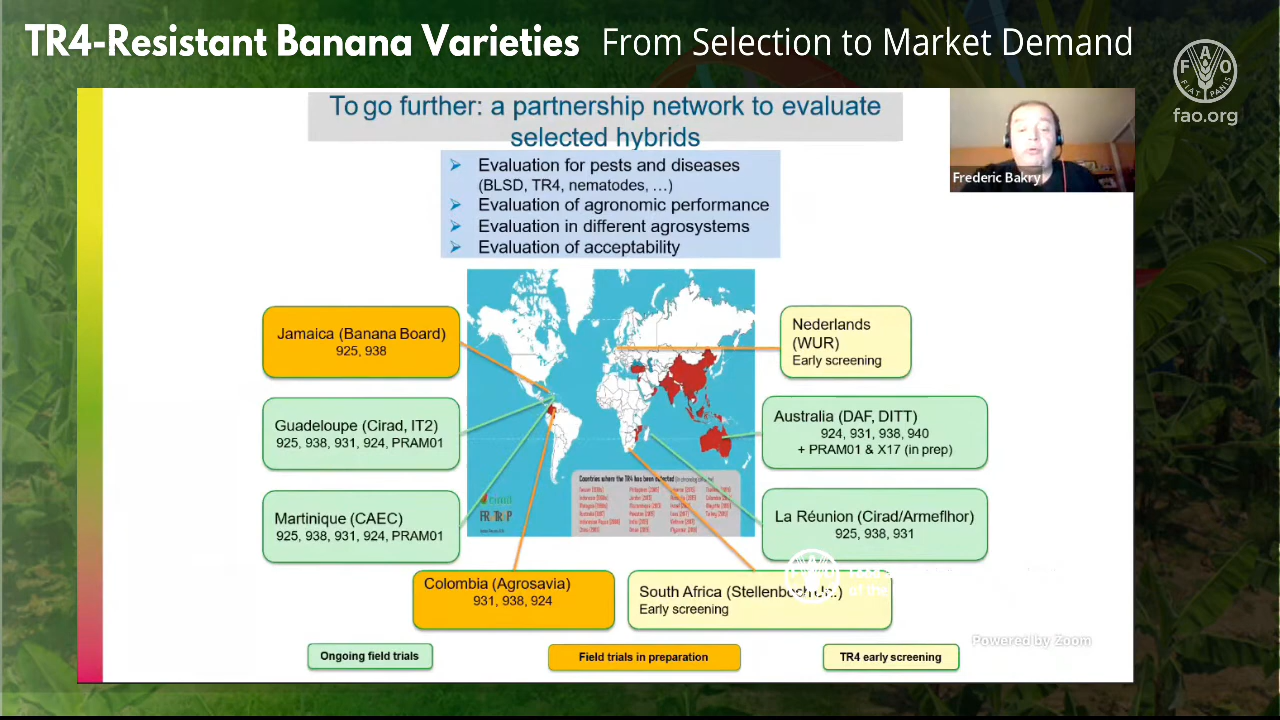 TR4-Resistant Banana Varieties From Selection to Market Demand
FAO
FIAT PANIS
fao.org
To go further: a partnership network to evaluate
selected hybrids
Evaluation for pests and diseases
(BLSD, TR4, nematodes, …)
Evaluation of agronomic performance
Evaluation in different agrosystems
Evaluation of acceptability
Frederic Bakry
Jamaica (Banana Board)
925, 938
Guadeloupe (Cirad, IT2)
925, 938, 931, 924, PRAM01
Martinique (CAEC)
925, 938, 931, 924, PRAM01
Colombia (Agrosavia)
931, 938, 924
Nederlands
(WUR)
Early screening
Australia (DAF, DITT)
924, 931, 938, 940
+ PRAM01 & X17 (in prep)
La Réunion (Cirad/Armeflhor)
925, 938, 931
South Africa
Early screening
Countries where the TR4 has been detected
Powered by Zoom
Ongoing field trials
Field trials in preparation
TR4 early screening